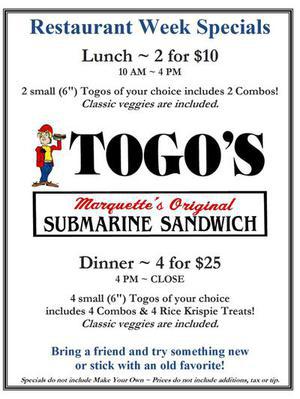 Restaurant Week Specials
Lunch ~ 2 for $10
10 AM ~ 4 PM
2 small (6") Togos of your choice includes 2 Combos!
Classic veggies are included.
TOGO'S
Marquette's Original
SUBMARINE SANDWICH
Dinner ~ 4 for $25
4 PM ~ CLOSE
4 small (6") Togos of your choice
includes 4 Combos & 4 Rice Krispie Treats!
Classic veggies are included.
Bring a friend and try something new
or stick with an old favorite!
Specials do not include Make Your Own ~ Prices do not include additions, tax or tip.